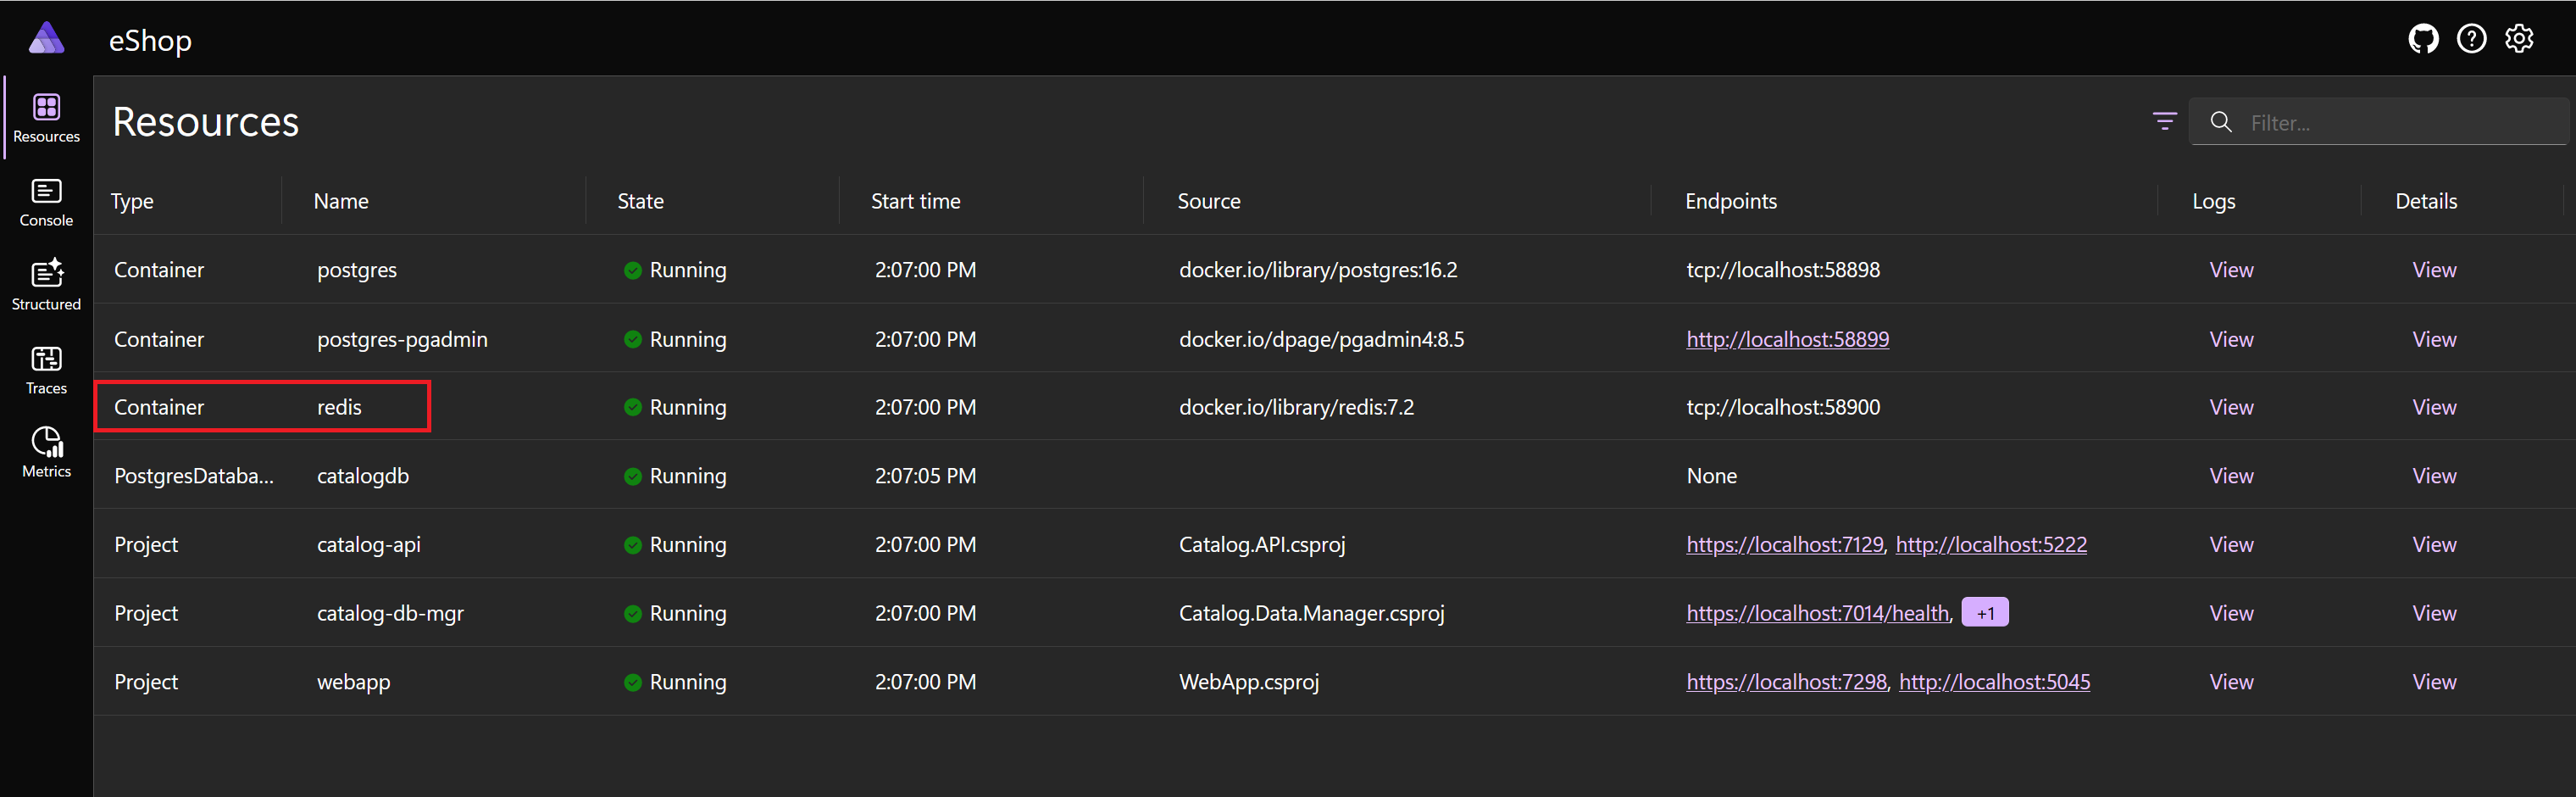 eShop
Resources
Console
Structured
Traces
Metrics
Resources
Filter...
Type Name State Start time Source Endpoints Logs Details
Container postgres Running 2:07:00 PM docker.io/library/postgres:16.2 tcp://localhost:58898 View View
Container postgres-pgadmin Running 2:07:00 PM docker.io/dpage/pgadmin4:8.5 http://localhost:58899 View View
Container redis Running 2:07:00 PM docker.io/library/redis:7.2 tcp://localhost:58900 View View
PostgresDataba... catalogdb Running 2:07:05 PM None View View
Project catalog-api Running 2:07:00 PM Catalog.API.csproj https://localhost:7129, http://localhost:5222 View View
Project catalog-db-mgr Running 2:07:00 PM Catalog.Data.Manager.csproj https://localhost:7014/health, +1 View View
Project webapp Running 2:07:00 PM WebApp.csproj https://localhost:7298, http://localhost:5045 View View